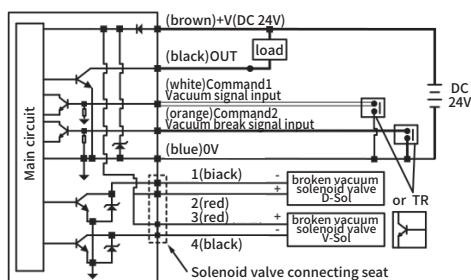 (brown)+V(DC 24V)
(black)OUT
load
(white)Command1
Vacuum signal input
(orange)Command2
Vacuum break signal input
(blue)0V
DC
24V
Main circuit
1(black)
-
+
broken vacuum
solenoid valve
D-Sol
2(red)
3(red)
+
-
broken vacuum
solenoid valve
V-Sol
4(black)
or TR
Solenoid valve connecting seat